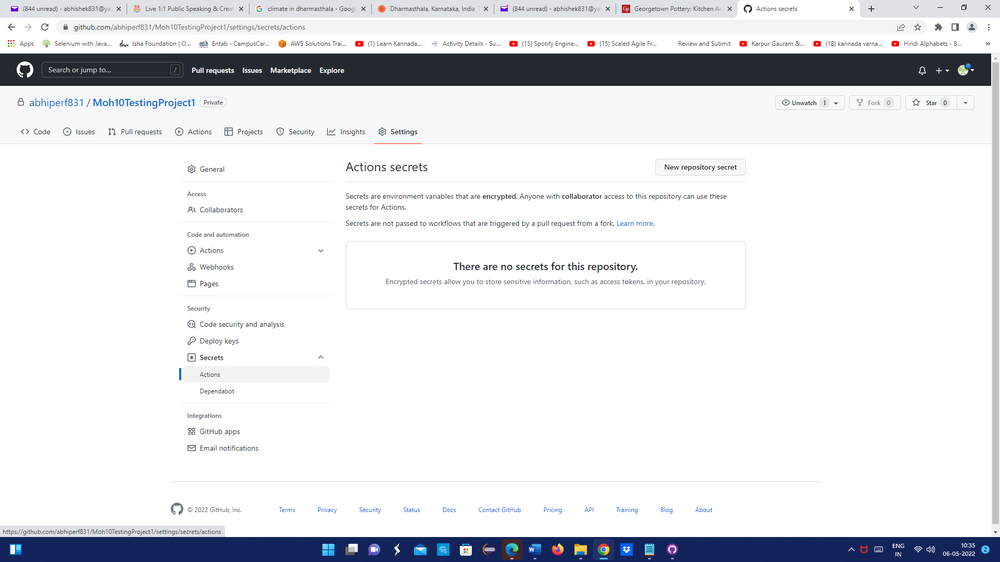 (844 unread) - abhishek831@ya
Live 1:1 Public Speaking & Creat
climate in dharmasthala - Googl
Dharmasthala, Karnataka, India T
(844 unread) - abhishek831@ya
Georgetown Pottery: Kitchen Ac
Actions secrets
github.com/abhiperf831/Moh10TestingProject1/settings/secrets/actions
Apps
Selenium with Java...
Isha Foundation | O...
Entab - CampusCar...
AWS Solutions Trai...
(1) Learn Kannada...
Activity Details - Su...
(15) Spotify Engine...
(15) Scaled Agile Fr...
Review and Submit
Karpur Gauram &...
(18) kannada varna...
Hindi Alphabets - B...
»
Search or jump to...
/
Pull requests
Issues
Marketplace
Explore
abhiperf831 / Moh10TestingProject1
Private
Unwatch 1
Fork 0
Star 0
Code
Issues
Pull requests
Actions
Projects
Security
Insights
Settings
General
Access
Collaborators
Code and automation
Actions
Webhooks
Pages
Security
Code security and analysis
Deploy keys
Secrets
Actions
Dependabot
Integrations
GitHub apps
Email notifications
Actions secrets
New repository secret
Secrets are environment variables that are encrypted. Anyone with collaborator access to this repository can use these
secrets for Actions.
Secrets are not passed to workflows that are triggered by a pull request from a fork. Learn more.
There are no secrets for this repository.
Encrypted secrets allow you to store sensitive information, such as access tokens, in your repository.
© 2022 GitHub, Inc.
Terms
Privacy
Security
Status
Docs
Contact GitHub
Pricing
API
Training
Blog
About
https://github.com/abhiperf831/Moh10TestingProject1/settings/secrets/actions
ENG
IN
10:35
06-05-2022
2